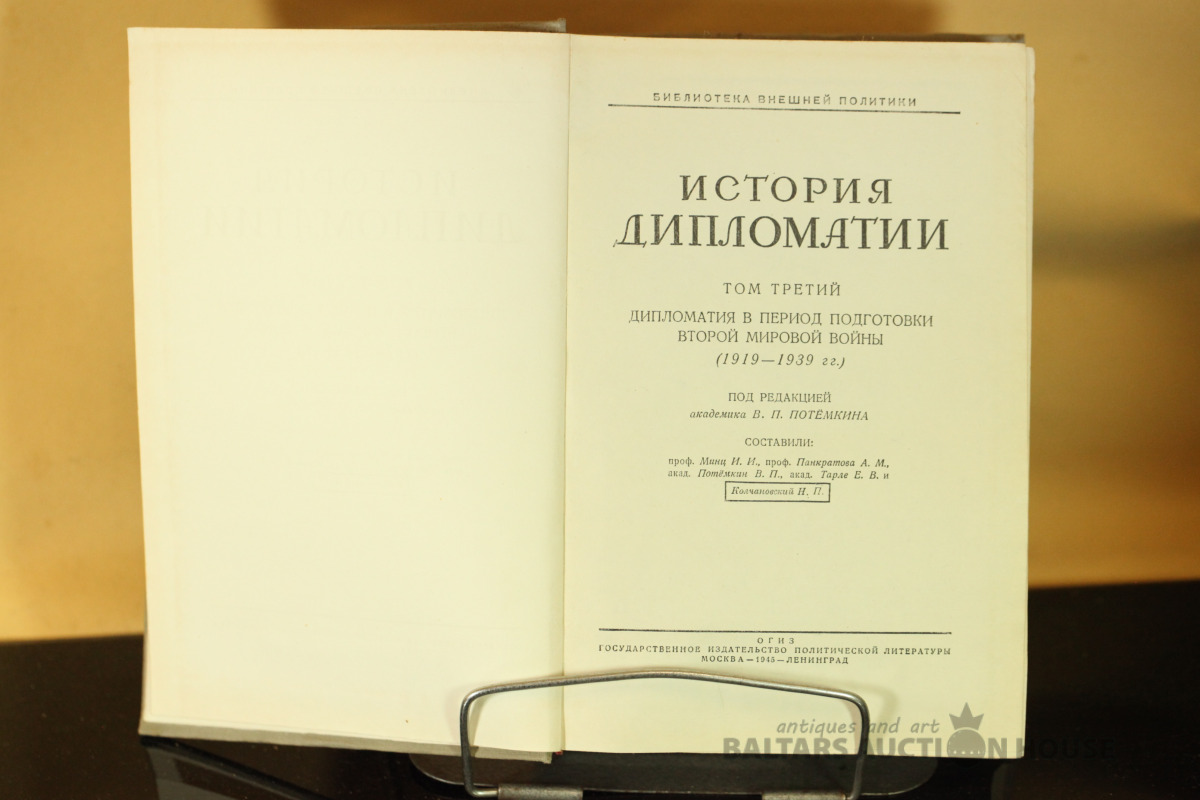 БИБЛИОТЕКА ВНЕШНЕЙ ПОЛИТИКИ
ИСТОРИЯ
ДИПЛОМАТИИ
ТОМ ТРЕТИЙ
ДИПЛОМАТИЯ В ПЕРИОД ПОДГОТОВКИ
ВТОРОЙ МИРОВОЙ ВОЙНЫ
(1919—1939 гг.)
ПОД РЕДАКЦИЕЙ
академика В. П. ПОТЁМКИНА
СОСТАВИЛИ:
проф. Минц И. И., проф. Панкратова А. М.,
акад. Потёмкин В. П., акад. Тарле Е. В. и
Колчановский Н. П.
ОГИЗ
ГОСУДАРСТВЕННОЕ ИЗДАТЕЛЬСТВО ПОЛИТИЧЕСКОЙ ЛИТЕРАТУРЫ
МОСКВА—1945—ЛЕНИНГРАД
antiques and art
BALTARS AUCTION HOUSE